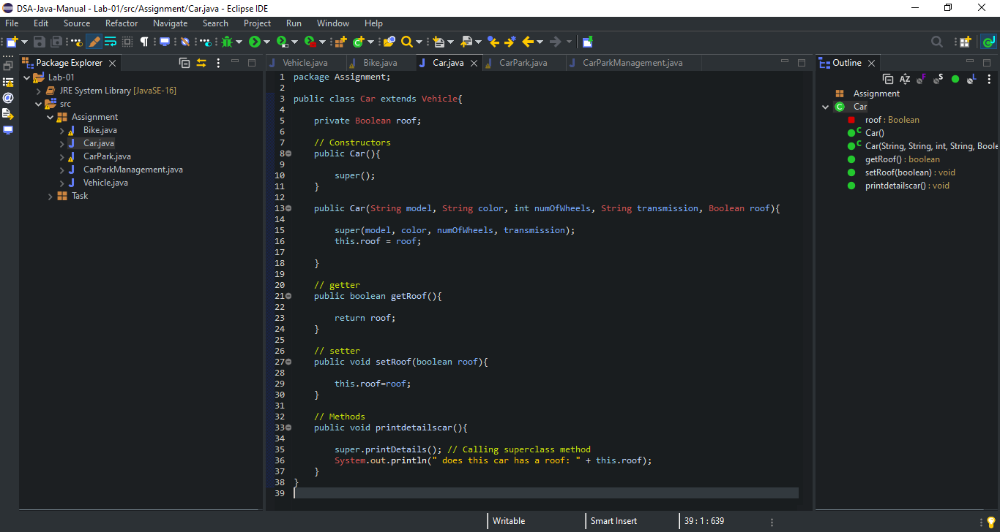 DSA-Java-Manual - Lab-01/src/Assignment/Car.java - Eclipse IDE
File Edit Source Refactor Navigate Search Project Run Window Help
Package Explorer
Lab-01
JRE System Library [JavaSE-16]
src
Assignment
Bike.java
Car.java
CarPark.java
CarParkManagement.java
Vehicle.java
Task
Vehicle.java Bike.java Car.java CarPark.java CarParkManagement.java
1 package Assignment;
2
3 public class Car extends Vehicle{
4
5 private Boolean roof;
6
7 // Constructors
8 public Car(){
9
10 super();
11 }
12
13 public Car(String model, String color, int numOfWheels, String transmission, Boolean roof){
14
15 super(model, color, numOfWheels, transmission);
16 this.roof = roof;
17
18 }
19
20 // getter
21 public boolean getRoof(){
22
23 return roof;
24 }
25
26 // setter
27 public void setRoof(boolean roof){
28
29 this.roof=roof;
30 }
31
32 // Methods
33 public void printdetailscar(){
34
35 super.printDetails(); // Calling superclass method
36 System.out.println(" does this car has a roof: " + this.roof);
37 }
38 }
39
Outline
Assignment
Car
roof : Boolean
Car()
Car(String, String, int, String, Boole
getRoof() : boolean
setRoof(boolean) : void
printdetailscar() : void
Writable Smart Insert 39 : 1 : 639